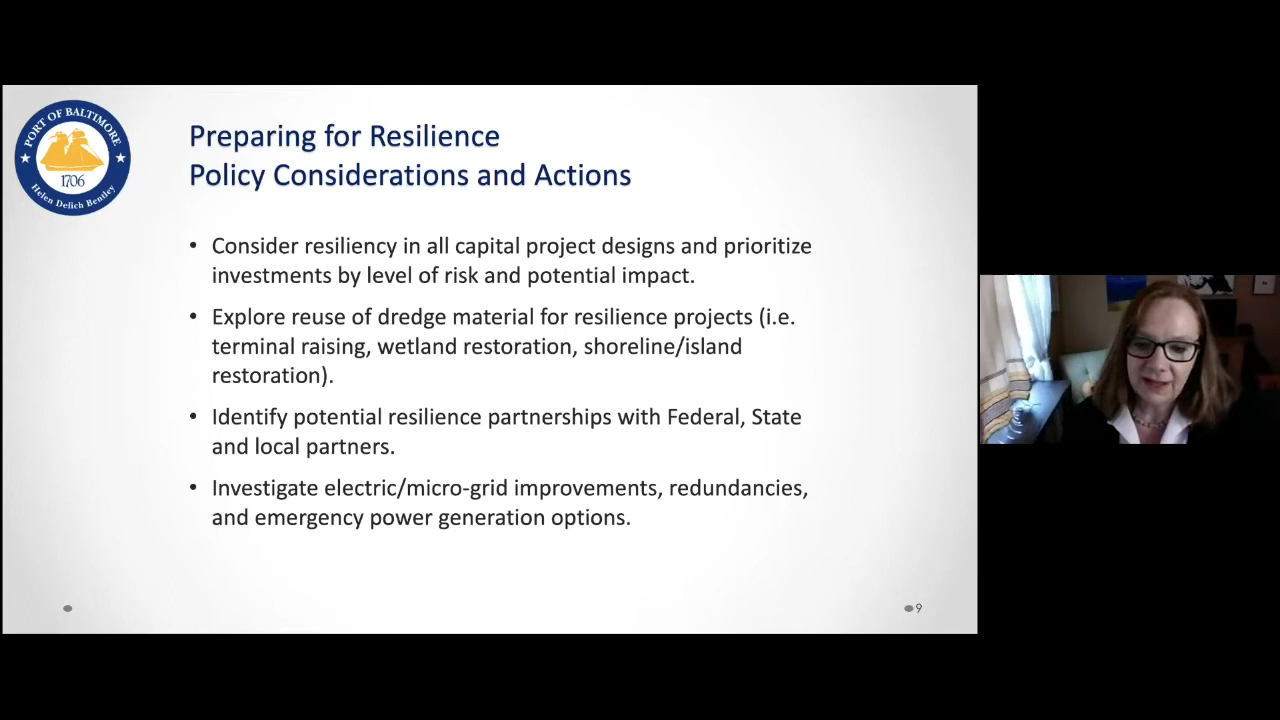 PORT OF BALTIMORE
1706
Helen Delich Bentley
Preparing for Resilience
Policy Considerations and Actions
• Consider resiliency in all capital project designs and prioritize
investments by level of risk and potential impact.
• Explore reuse of dredge material for resilience projects (i.e.
terminal raising, wetland restoration, shoreline/island
restoration).
• Identify potential resilience partnerships with Federal, State
and local partners.
• Investigate electric/micro-grid improvements, redundancies,
and emergency power generation options.
9